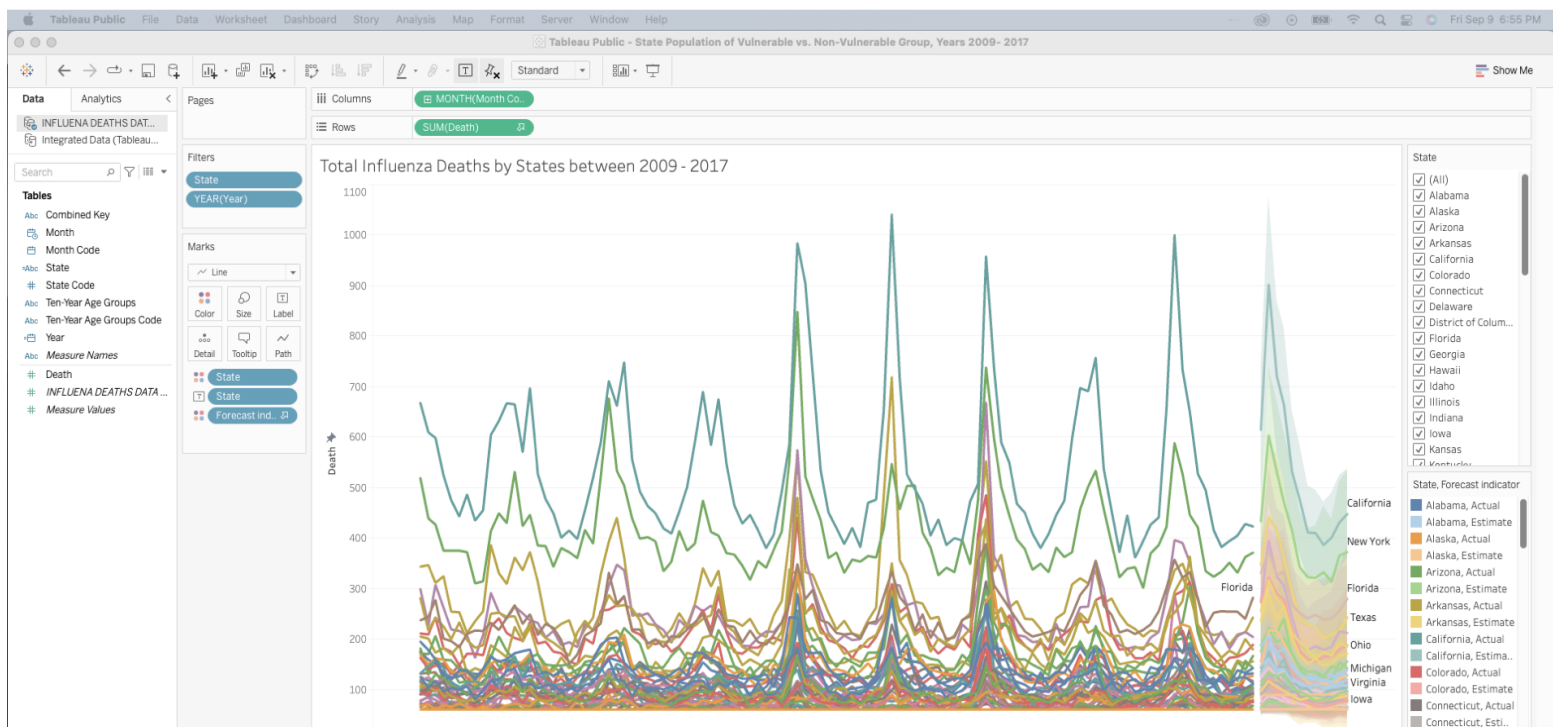 Tableau Public File Data Worksheet Dashboard Story Analysis Map Format Server Window Help
Fri Sep 9 6:55 PM
Tableau Public - State Population of Vulnerable vs. Non-Vulnerable Group, Years 2009- 2017
Standard
Show Me
Data Analytics
INFLUENA DEATHS DAT...
Integrated Data (Tableau...
Search
Tables
Abc Combined Key
Month
Month Code
=Abc State
# State Code
Abc Ten-Year Age Groups
Abc Ten-Year Age Groups Code
Year
Abc Measure Names
# Death
# INFLUENA DEATHS DATA ...
# Measure Values
Pages
Filters
State
YEAR(Year)
Marks
Line
Color Size Label
Detail Tooltip Path
State
State
Forecast ind..
Columns
MONTH(Month Co..
Rows
SUM(Death)
Total Influenza Deaths by States between 2009 - 2017
1100
1000
900
800
700
600
500
400
300
200
100
Death
California
New York
Florida
Florida
Texas
Ohio
Michigan
Virginia
Iowa
State
(All)
Alabama
Alaska
Arizona
Arkansas
California
Colorado
Connecticut
Delaware
District of Colum...
Florida
Georgia
Hawaii
Idaho
Illinois
Indiana
Iowa
Kansas
Kentucky
State, Forecast indicator
Alabama, Actual
Alabama, Estimate
Alaska, Actual
Alaska, Estimate
Arizona, Actual
Arizona, Estimate
Arkansas, Actual
Arkansas, Estimate
California, Actual
California, Estima..
Colorado, Actual
Colorado, Estimate
Connecticut, Actual
Connecticut, Esti..